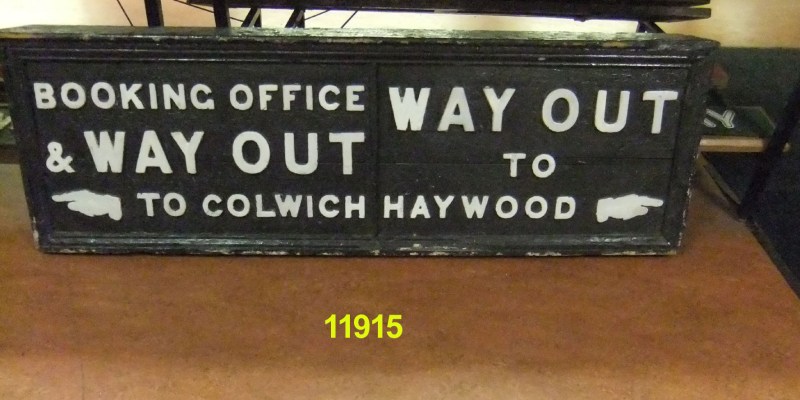 BOOKING OFFICE
& WAY OUT
TO COLWICH
WAY OUT
TO
HAYWOOD
11915